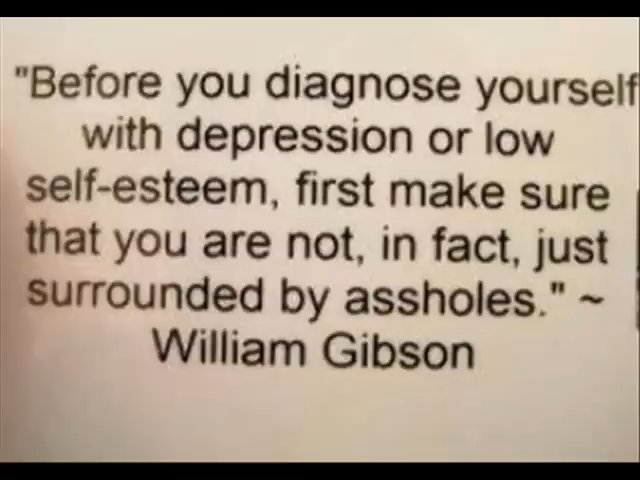 "Before you diagnose yourself
with depression or low
self-esteem, first make sure
that you are not, in fact, just
surrounded by assholes." ~
William Gibson